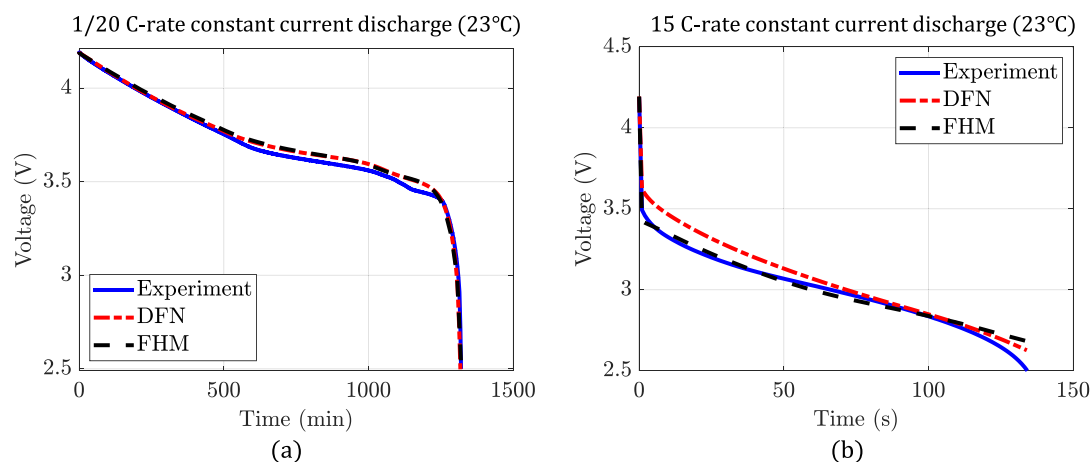 1/20 C-rate constant current discharge (23°C)
4
3.5
3
2.5
0
500
1000
1500
Voltage (V)
Time (min)
Experiment
DFN
FHM
(a)
15 C-rate constant current discharge (23°C)
4.5
4
3.5
3
2.5
0
50
100
150
Voltage (V)
Time (s)
Experiment
DFN
FHM
(b)